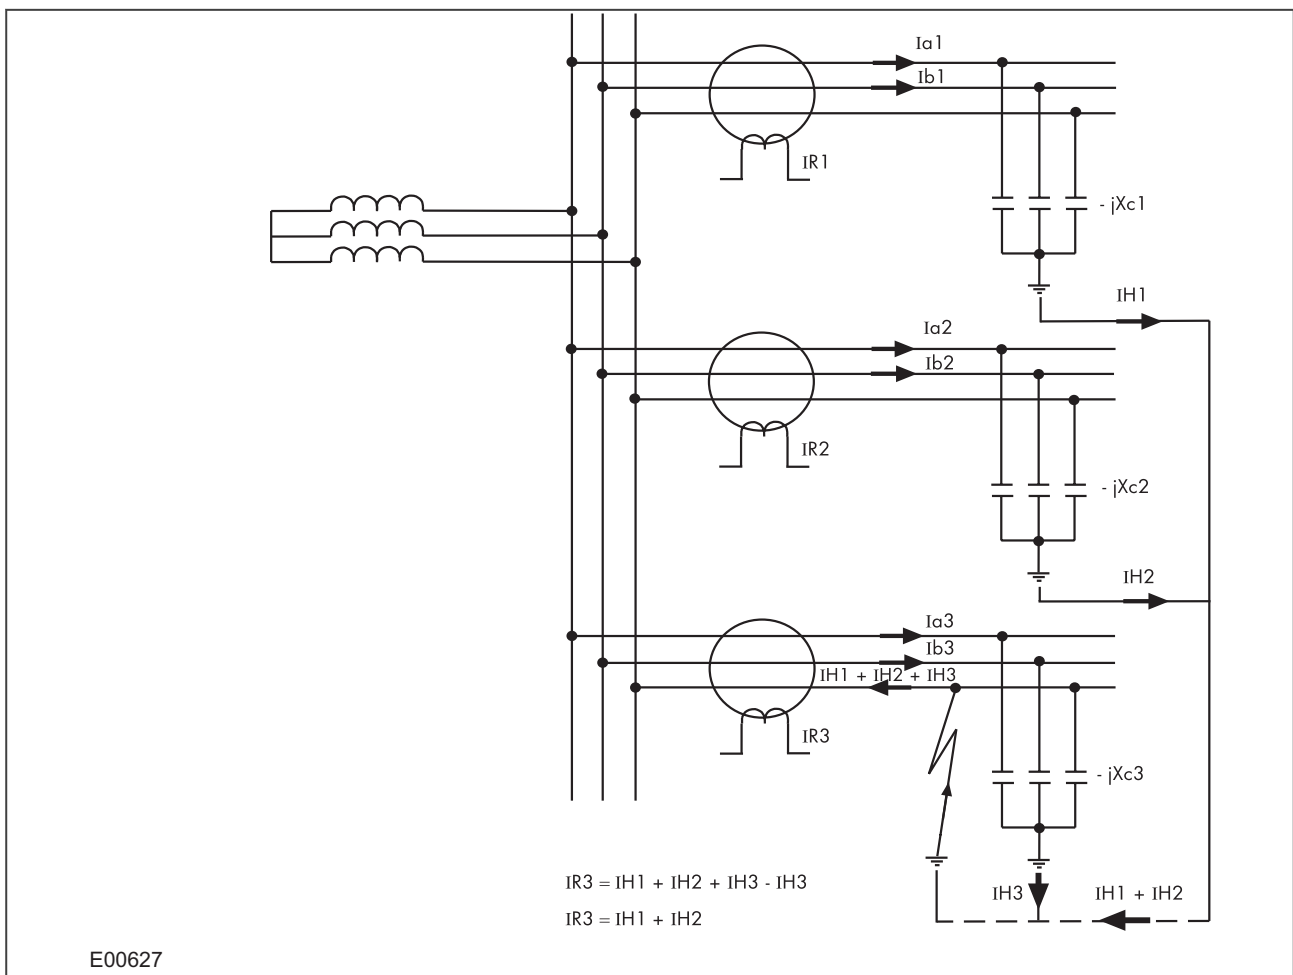 Ia1
Ib1
IR1
- jXc1
IH1
Ia2
Ib2
IR2
- jXc2
IH2
Ia3
Ib3
IH1 + IH2 + IH3
IR3
- jXc3
IR3 = IH1 + IH2 + IH3 - IH3
IH3
IH1 + IH2
IR3 = IH1 + IH2
E00627